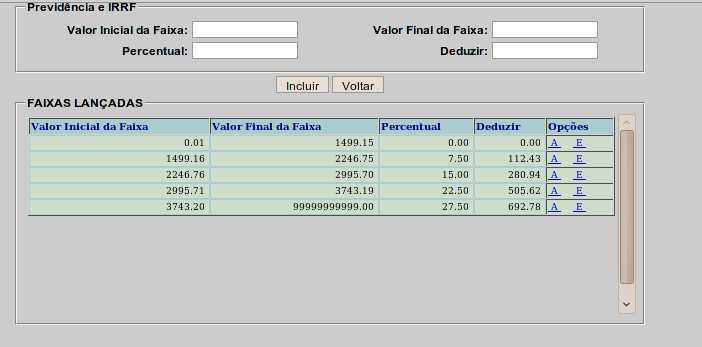 Previdência e IRRF
Valor Inicial da Faixa: Valor Final da Faixa:
Percentual: Deduzir:
Incluir Voltar
FAIXAS LANÇADAS
Valor Inicial da Faixa Valor Final da Faixa Percentual Deduzir Opções
0.01 1499.15 0.00 0.00 A E
1499.16 2246.75 7.50 112.43 A E
2246.76 2995.70 15.00 280.94 A E
2995.71 3743.19 22.50 505.62 A E
3743.20 99999999999.00 27.50 692.78 A E